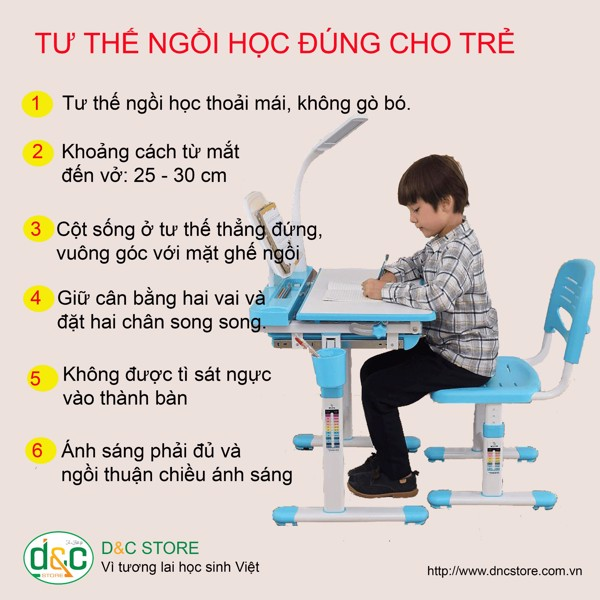 TƯ THẾ NGỒI HỌC ĐÚNG CHO TRẺ
1 Tư thế ngồi học thoải mái, không gò bó.
2 Khoảng cách từ mắt
đến vở: 25 - 30 cm
3 Cột sống ở tư thế thẳng đứng,
vuông góc với mặt ghế ngồi
4 Giữ cân bằng hai vai và
đặt hai chân song song.
5 Không được tì sát ngực
vào thành bàn
6 Ánh sáng phải đủ và
ngồi thuận chiều ánh sáng
d&c
STORE
D&C STORE
Vì tương lai học sinh Việt
http://www.dncstore.com.vn